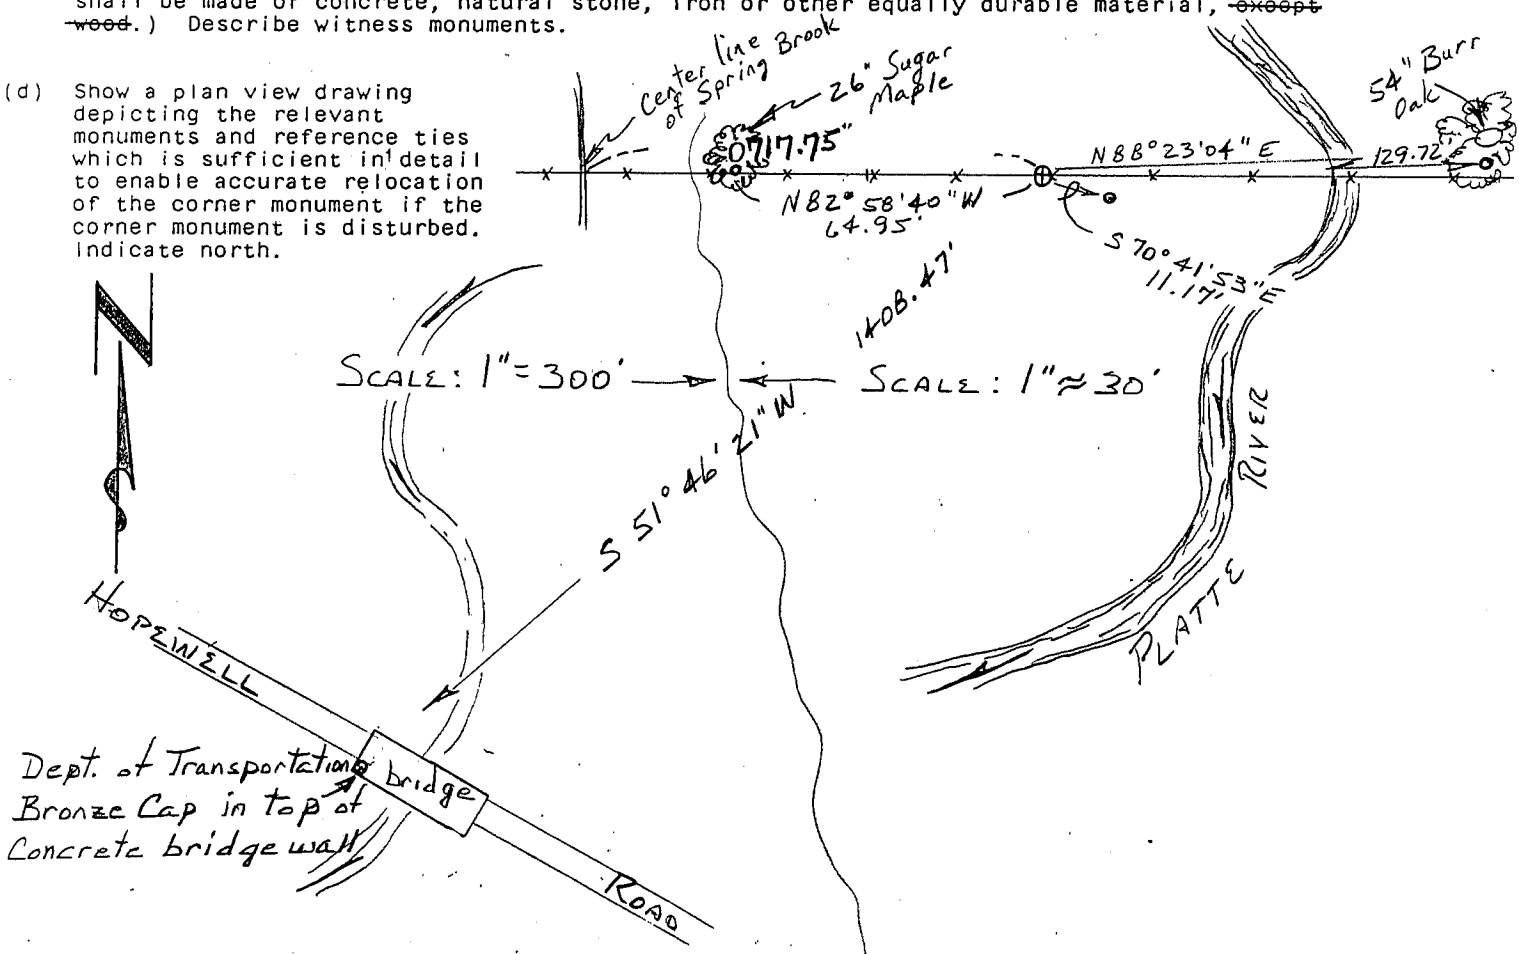 shall be made of concrete, natural stone, iron or other equally durable material, except
wood.) Describe witness monuments.
(d) Show a plan view drawing
depicting the relevant
monuments and reference ties
which is sufficient in detail
to enable accurate relocation
of the corner monument if the
corner monument is disturbed.
Indicate north.
Center line
of Spring Brook
26" Sugar
Maple
717.75"
N82°58'40"W
64.95'
N88°23'04"E
129.72'
54" Burr
Oak
S 70°41'53"E
11.17'
1408.47'
S 51°46'21"W
SCALE: 1"=300'
SCALE: 1"≈30'
N
RIVER
PLATTE
HOPEWELL
bridge
Dept. of Transportation
Bronze Cap in top of
Concrete bridge wall
ROAD